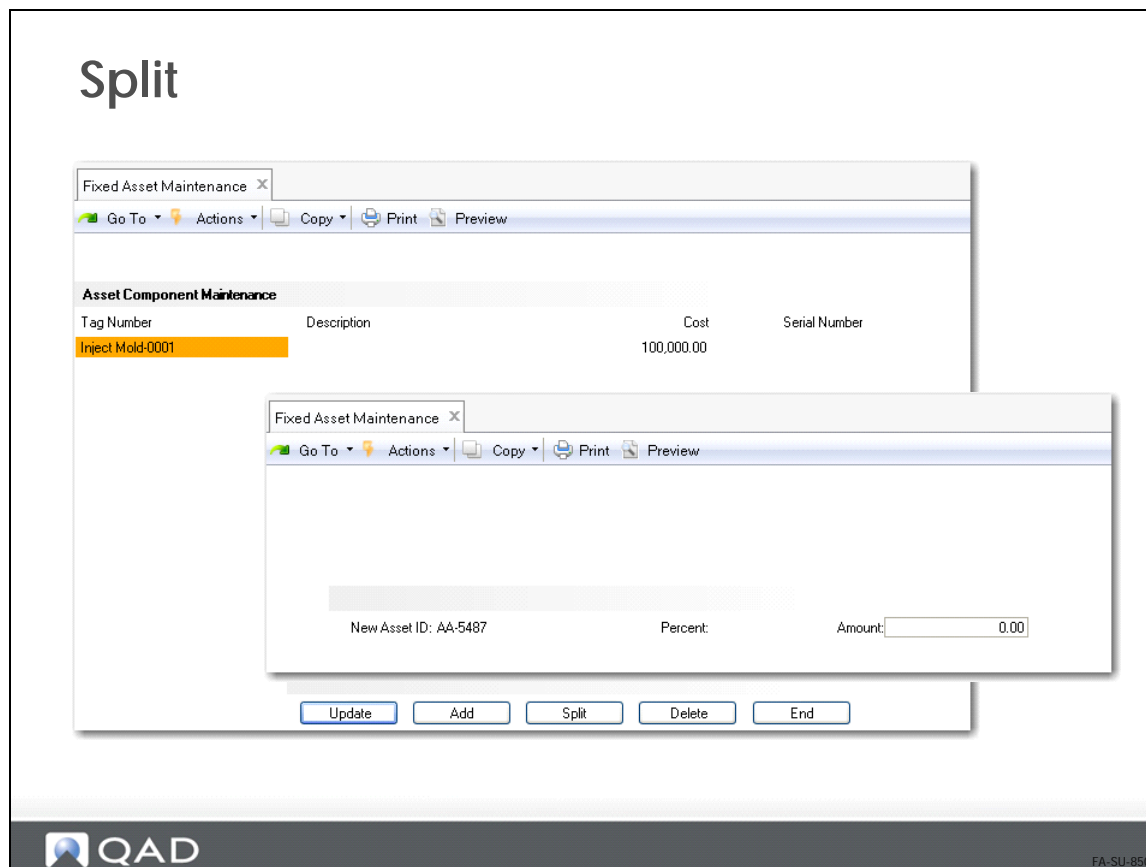 Split
Fixed Asset Maintenance
Go To Actions Copy Print Preview
Asset Component Maintenance
Tag Number Description Cost Serial Number
Inject Mold-0001 100,000.00
Fixed Asset Maintenance
Go To Actions Copy Print Preview
New Asset ID: AA-5487 Percent: Amount: 0.00
Update Add Split Delete End
QAD